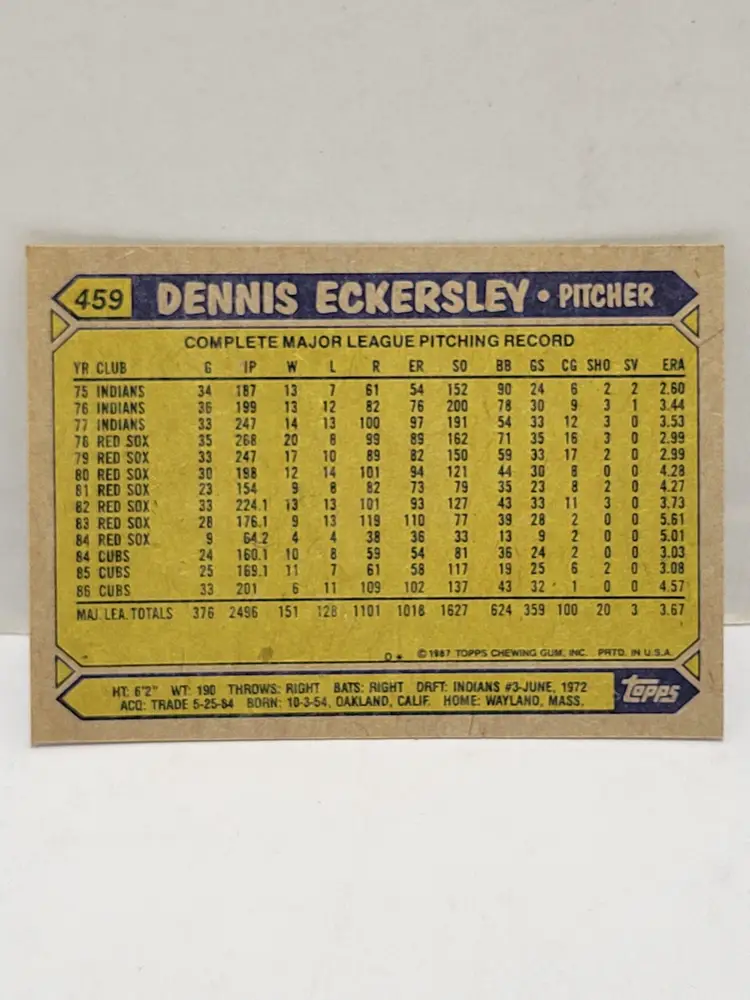 459 DENNIS ECKERSLEY • PITCHER
COMPLETE MAJOR LEAGUE PITCHING RECORD
YR CLUB G IP W L R ER SO BB GS CG SHO SV ERA
75 INDIANS 34 187 13 7 61 54 152 90 24 6 2 2 2.60
76 INDIANS 36 199 13 12 82 76 200 78 30 9 3 1 3.44
77 INDIANS 33 247 14 13 100 97 191 54 33 12 3 0 3.53
78 RED SOX 35 268 20 8 99 89 162 71 35 16 3 0 2.99
79 RED SOX 33 247 17 10 89 82 150 59 33 17 2 0 2.99
80 RED SOX 30 198 12 14 101 94 121 44 30 8 0 0 4.28
81 RED SOX 23 154 9 8 82 73 79 35 23 8 2 0 4.27
82 RED SOX 33 224.1 13 13 101 93 127 43 33 11 3 0 3.73
83 RED SOX 28 176.1 9 13 119 110 77 39 28 2 0 0 5.61
84 RED SOX 9 64.2 4 4 38 36 33 13 9 2 0 0 5.01
84 CUBS 24 160.1 10 8 59 54 81 36 24 2 0 0 3.03
85 CUBS 25 169.1 11 7 61 58 117 19 25 6 2 0 3.08
86 CUBS 33 201 6 11 109 102 137 43 32 1 0 0 4.57
MAJ. LEA. TOTALS 376 2496 151 128 1101 1018 1627 624 359 100 20 3 3.67
D* © 1987 TOPPS CHEWING GUM, INC. PRTD. IN U.S.A.
HT: 6'2" WT: 190 THROWS: RIGHT BATS: RIGHT DRFT: INDIANS #3-JUNE, 1972
ACQ: TRADE 5-25-84 BORN: 10-3-54, OAKLAND, CALIF. HOME: WAYLAND, MASS.
Topps